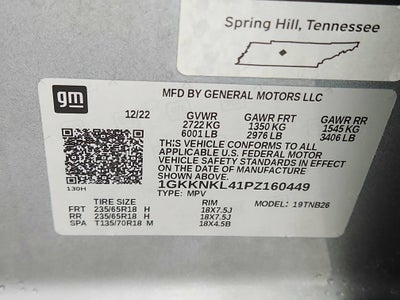 Spring Hill, Tennessee
gm
MFD BY GENERAL MOTORS LLC
12/22 GVWR GAWR FRT GAWR RR
2722 KG 1350 KG 1545 KG
6001 LB 2976 LB 3406 LB
THIS VEHICLE CONFORMS TO ALL
APPLICABLE U.S. FEDERAL MOTOR
VEHICLE SAFETY STANDARDS IN EFFECT
ON THE DATE OF MANUFACTURE
SHOWN ABOVE.
1GKKNKL41PZ160449
130H TYPE: MPV
TIRE SIZE RIM MODEL: 19TNB26
FRT 235/65R18 H 18X7.5J
RR 235/65R18 H 18X7.5J
SPA T135/70R18 M 18X4.5B